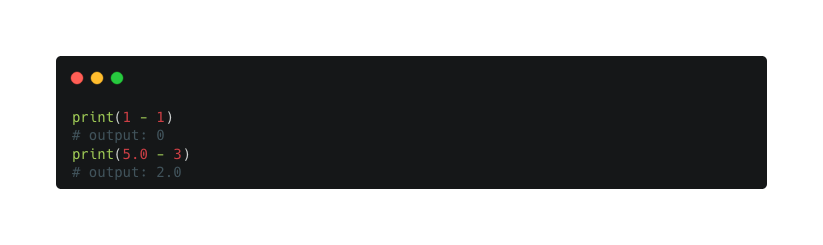 print(1 - 1)
# output: 0
print(5.0 - 3)
# output: 2.0